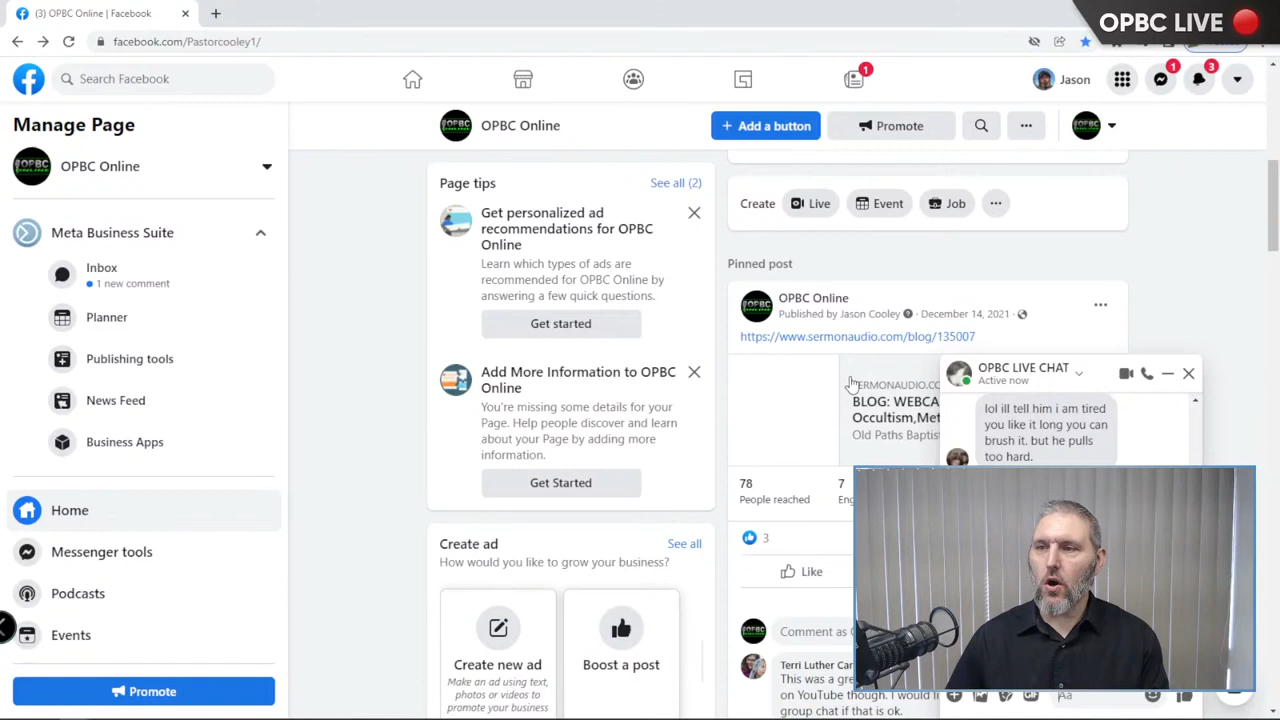 (3) OPBC Online | Facebook
OPBC LIVE
facebook.com/Pastorcooley1/
Search Facebook
1
Jason
1
3
Manage Page
OPBC Online
Add a button
Promote
OPBC Online
Page tips
See all (2)
Get personalized ad
recommendations for OPBC
Online
Learn which types of ads are
recommended for OPBC Online by
answering a few quick questions.
Get started
Add More Information to OPBC
Online
You're missing some details for your
Page. Help people discover and learn
about your Page by adding more
information.
Get Started
Create ad
See all
How would you like to grow your business?
Create new ad
Make an ad using text,
photos or videos to
promote your business
Boost a post
Create
Live
Event
Job
Pinned post
OPBC Online
Published by Jason Cooley
· December 14, 2021 ·
https://www.sermonaudio.com/blog/135007
BLOG: WEBCA
Occultism,Met
Old Paths Baptis
78
People reached
7
3
Like
Comment as
Terri Luther Car
This was a gre
on YouTube though. I would
group chat if that is ok.
OPBC LIVE CHAT
Active now
lol ill tell him i am tired
you like it long you can
brush it. but he pulls
too hard.
Aa
Meta Business Suite
Inbox
1 new comment
Planner
Publishing tools
News Feed
Business Apps
Home
Messenger tools
Podcasts
Events
Promote